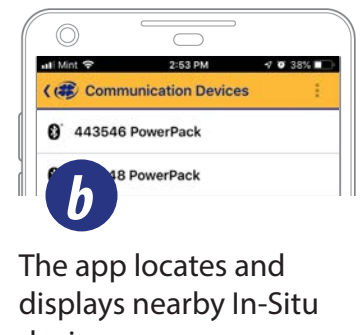 Mint 2:53 PM 38%
Communication Devices
443546 PowerPack
48 PowerPack
b
The app locates and
displays nearby In-Situ